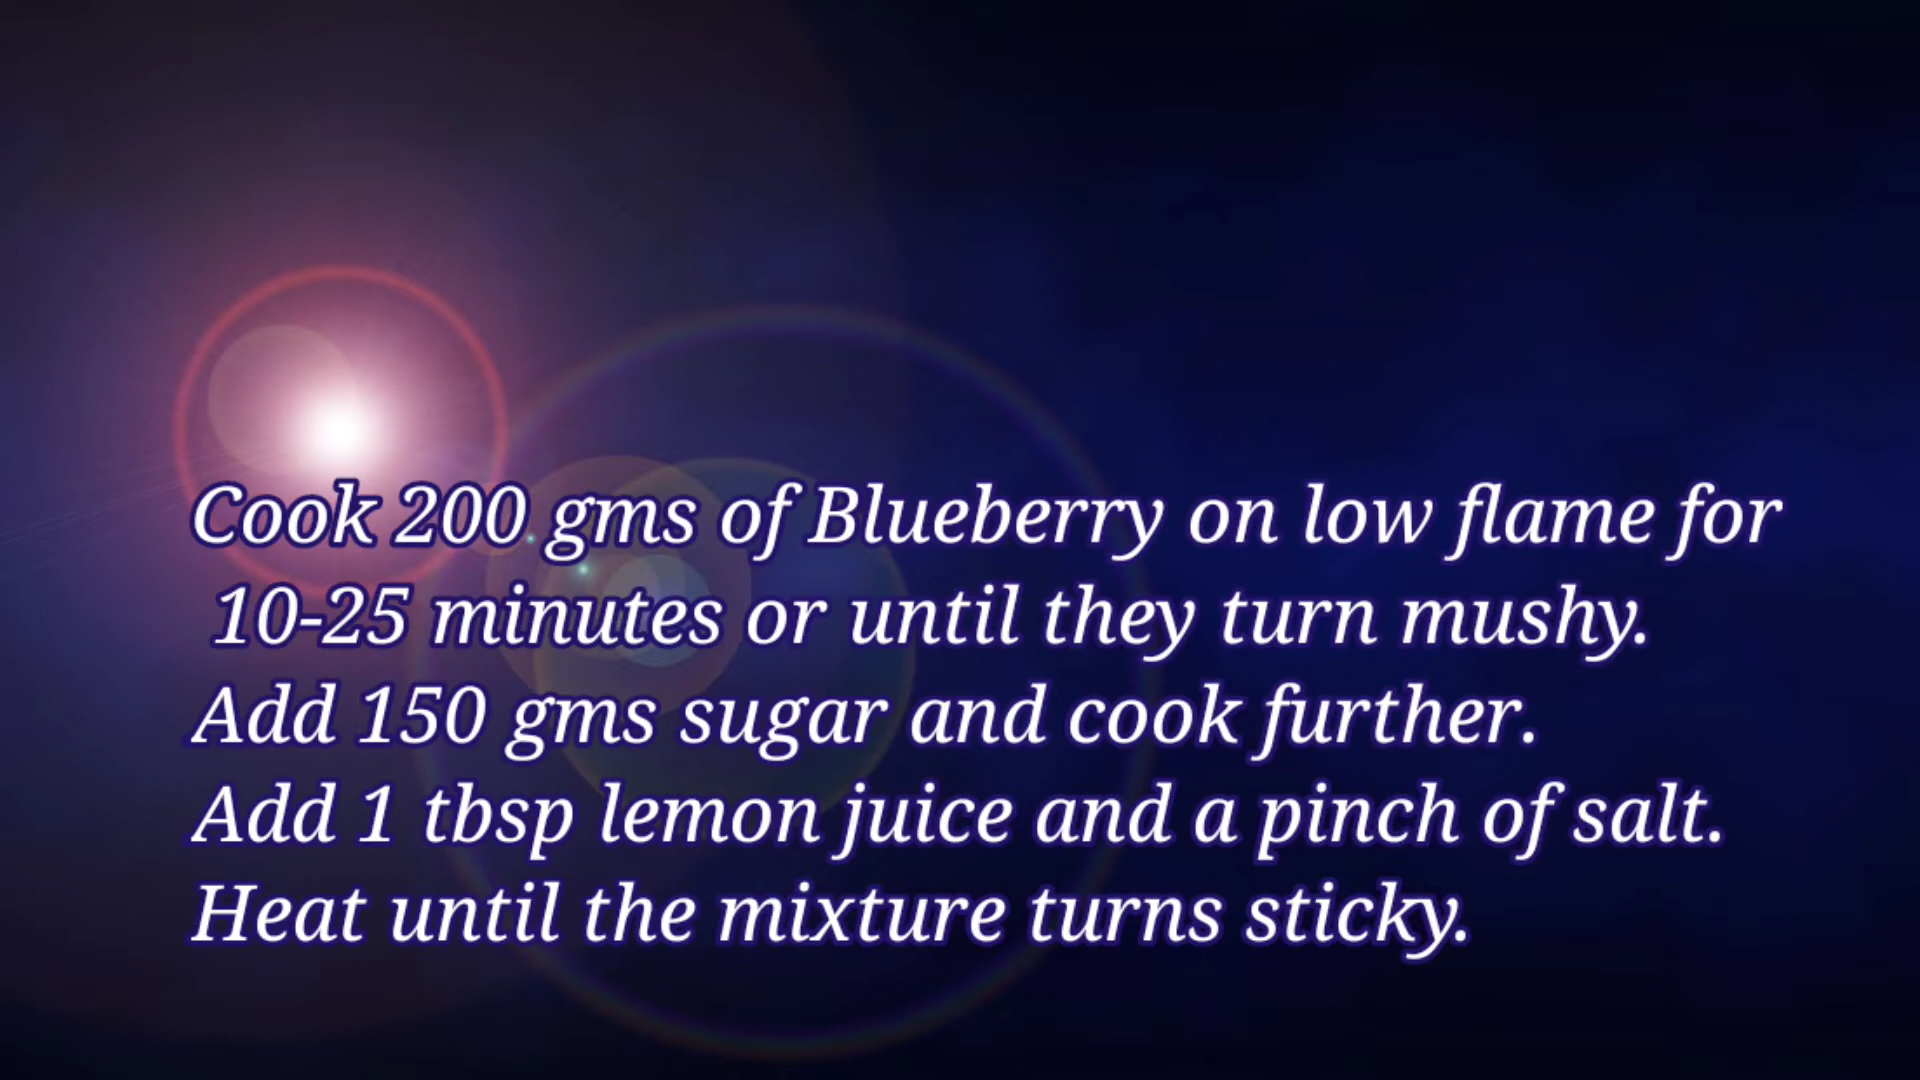 Cook 200 gms of Blueberry on low flame for
10-25 minutes or until they turn mushy.
Add 150 gms sugar and cook further.
Add 1 tbsp lemon juice and a pinch of salt.
Heat until the mixture turns sticky.